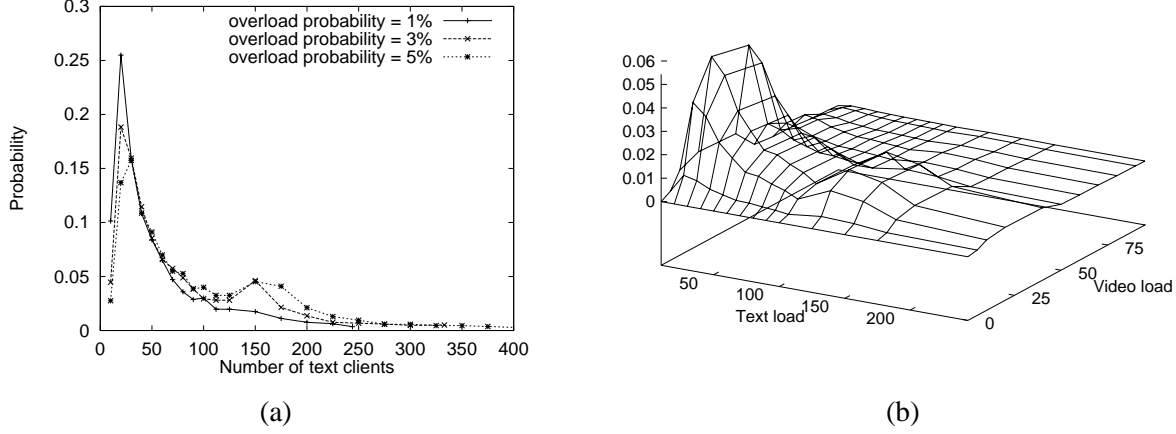 0.3
0.25
0.2
0.15
0.1
0.05
0
Probability
overload probability = 1%
overload probability = 3%
overload probability = 5%
0 50 100 150 200 250 300 350 400
Number of text clients
(a)
0.06
0.05
0.04
0.03
0.02
0.01
0
50 100 150 200
Text load
0 25 50 75
Video load
(b)